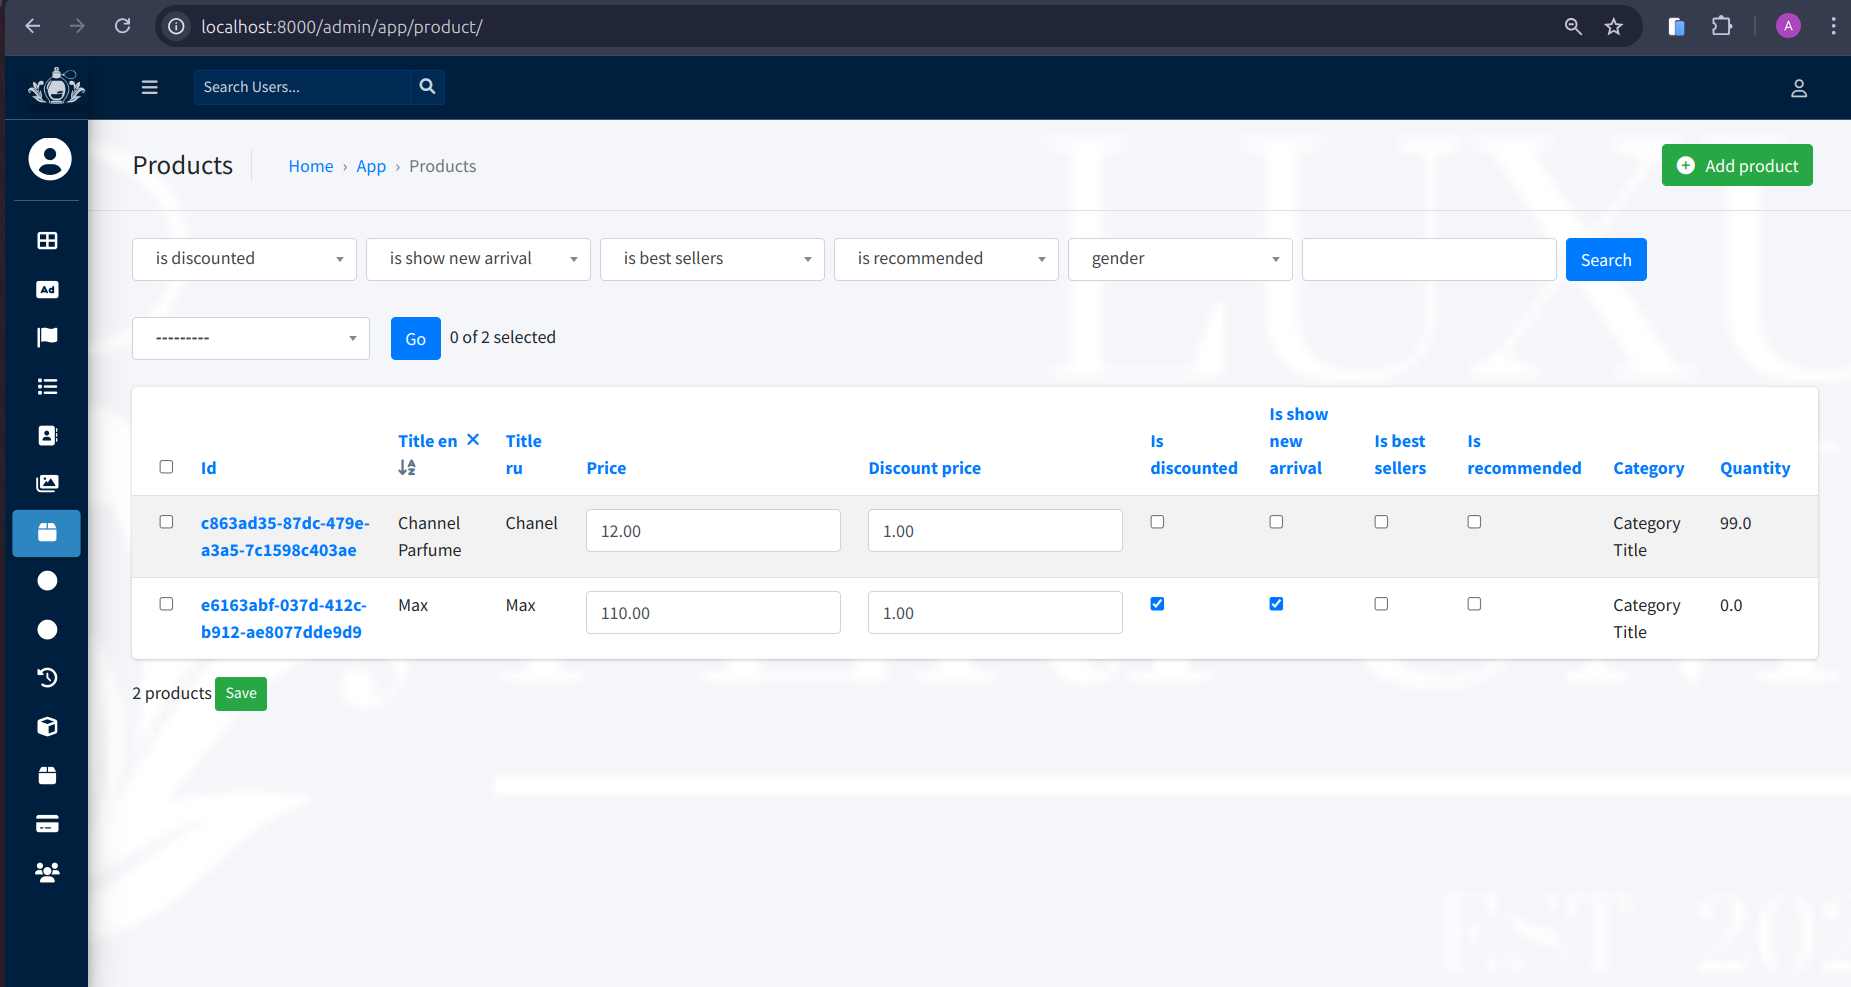 localhost:8000/admin/app/product/
A
Search Users...
Products
Home › App › Products
Add product
is discounted
is show new arrival
is best sellers
is recommended
gender
Search
---------
Go
0 of 2 selected
Id
Title en
Title ru
Price
Discount price
Is discounted
Is show new arrival
Is best sellers
Is recommended
Category
Quantity
c863ad35-87dc-479e-a3a5-7c1598c403ae
Channel Parfume
Chanel
12.00
1.00
Category Title
99.0
e6163abf-037d-412c-b912-ae8077dde9d9
Max
Max
110.00
1.00
Category Title
0.0
2 products
Save
Ad
LUXU
EST 202